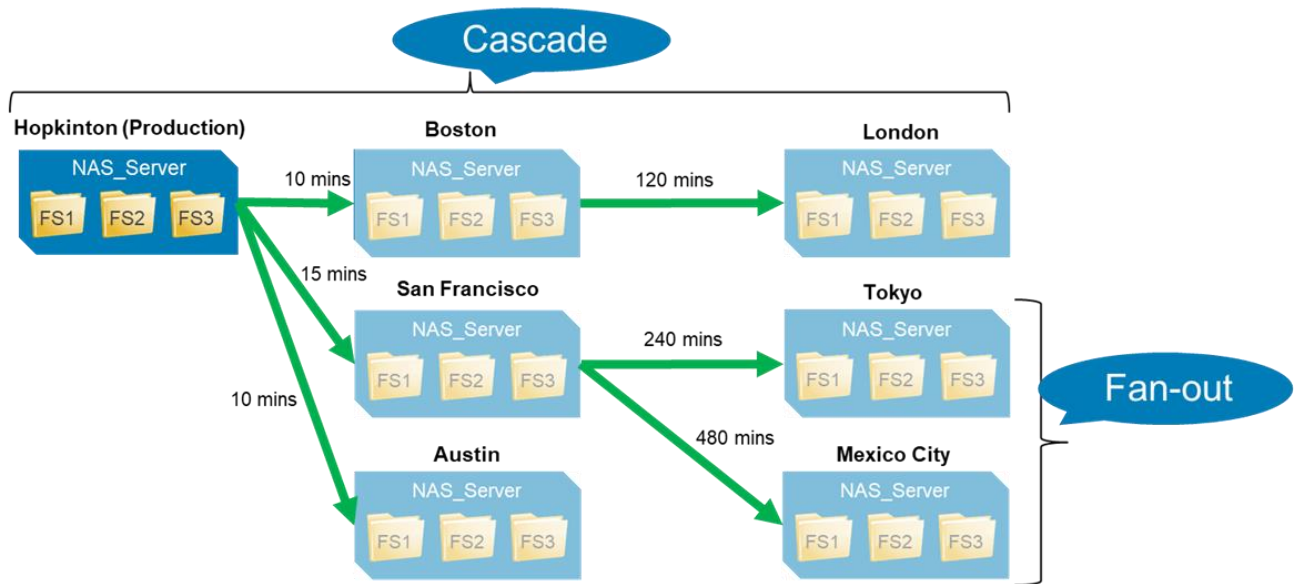 Cascade
Hopkinton (Production)
Boston
London
NAS_Server
FS1 FS2 FS3
10 mins
NAS_Server
FS1 FS2 FS3
120 mins
NAS_Server
FS1 FS2 FS3
15 mins
San Francisco
Tokyo
NAS_Server
FS1 FS2 FS3
240 mins
NAS_Server
FS1 FS2 FS3
Fan-out
10 mins
480 mins
Austin
Mexico City
NAS_Server
FS1 FS2 FS3
NAS_Server
FS1 FS2 FS3